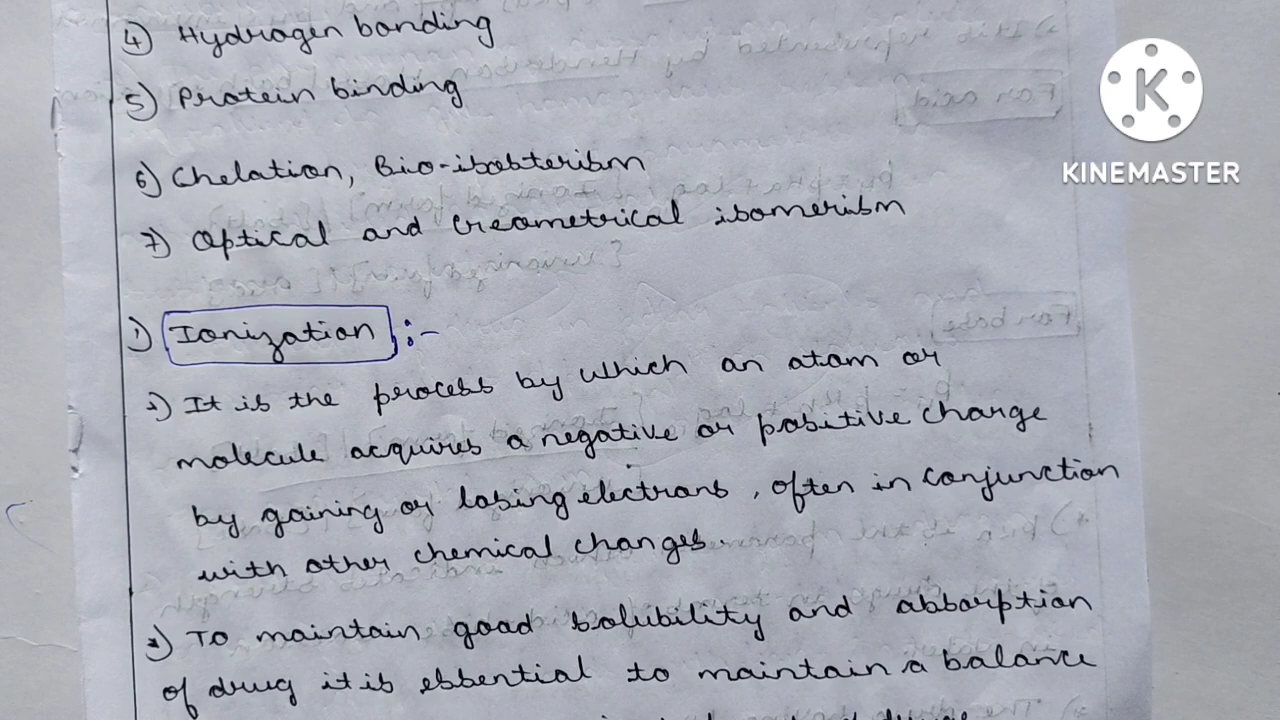 4) Hydrogen bonding
5) Protein binding
6) Chelation, Bio-isosterism
7) Optical and Geometrical isomerism
K
KINEMASTER
1) Ionization :-
*) It is the process by which an atom or
molecule acquires a negative or positive charge
by gaining or losing electrons, often in conjunction
with other chemical changes.
*) To maintain good solubility and absorption
of drug it is essential to maintain a balance